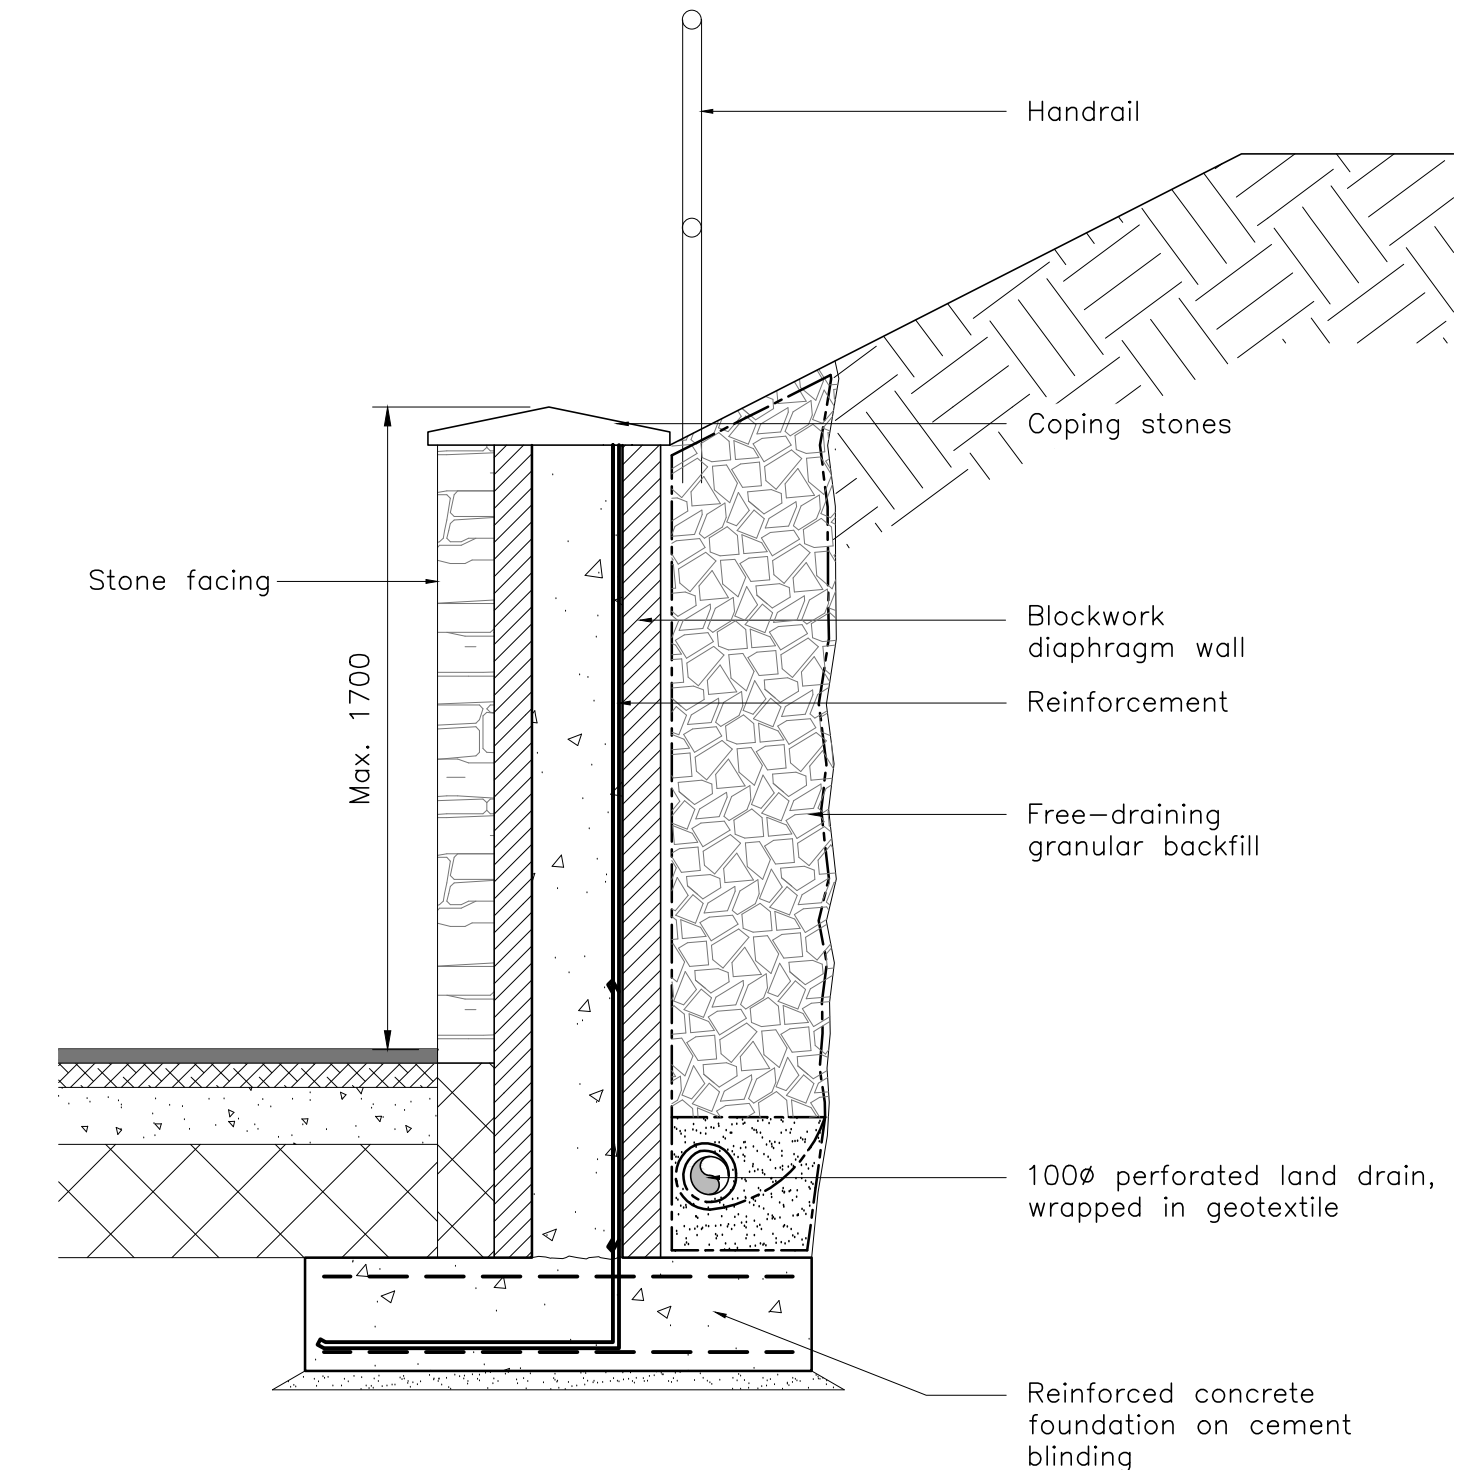 Handrail
Coping stones
Stone facing
Max. 1700
Blockwork
diaphragm wall
Reinforcement
Free-draining
granular backfill
100ø perforated land drain,
wrapped in geotextile
Reinforced concrete
foundation on cement
blinding